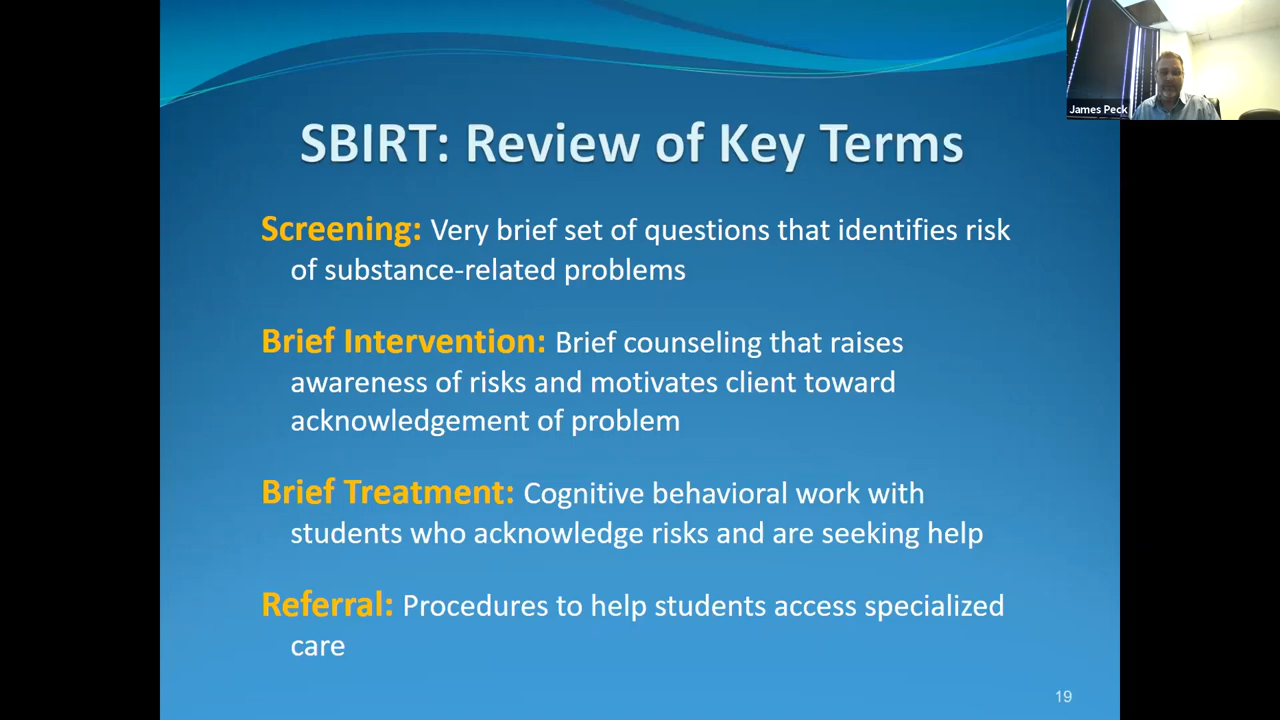 James Peck
SBIRT: Review of Key Terms
Screening: Very brief set of questions that identifies risk
of substance-related problems
Brief Intervention: Brief counseling that raises
awareness of risks and motivates client toward
acknowledgement of problem
Brief Treatment: Cognitive behavioral work with
students who acknowledge risks and are seeking help
Referral: Procedures to help students access specialized
care
19